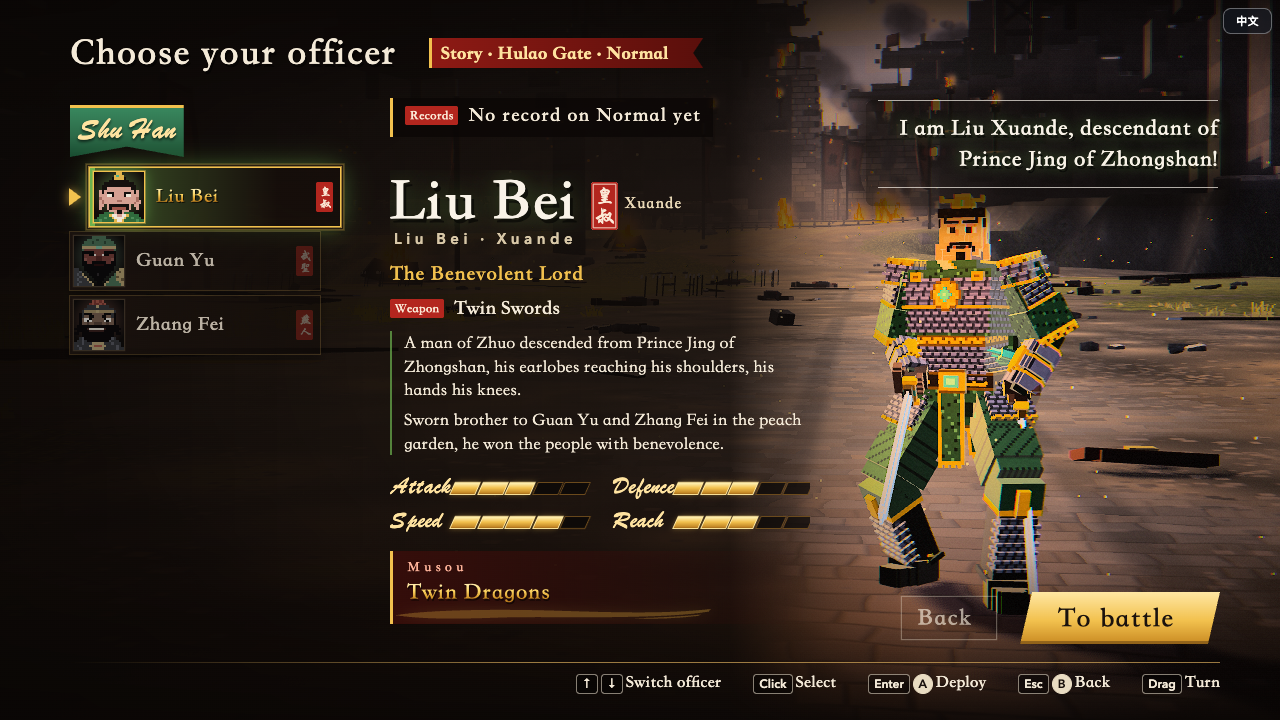 中文
Choose your officer
Story · Hulao Gate · Normal
Shu Han
Liu Bei
皇叔
Guan Yu
武聖
Zhang Fei
Records No record on Normal yet
Liu Bei
皇叔
Xuande
Liu Bei · Xuande
The Benevolent Lord
Weapon Twin Swords
A man of Zhuo descended from Prince Jing of
Zhongshan, his earlobes reaching his shoulders, his
hands his knees.
Sworn brother to Guan Yu and Zhang Fei in the peach
garden, he won the people with benevolence.
Attack
Defence
Speed
Reach
Musou
Twin Dragons
I am Liu Xuande, descendant of
Prince Jing of Zhongshan!
Back
To battle
↑ ↓ Switch officer
Click Select
Enter A Deploy
Esc B Back
Drag Turn